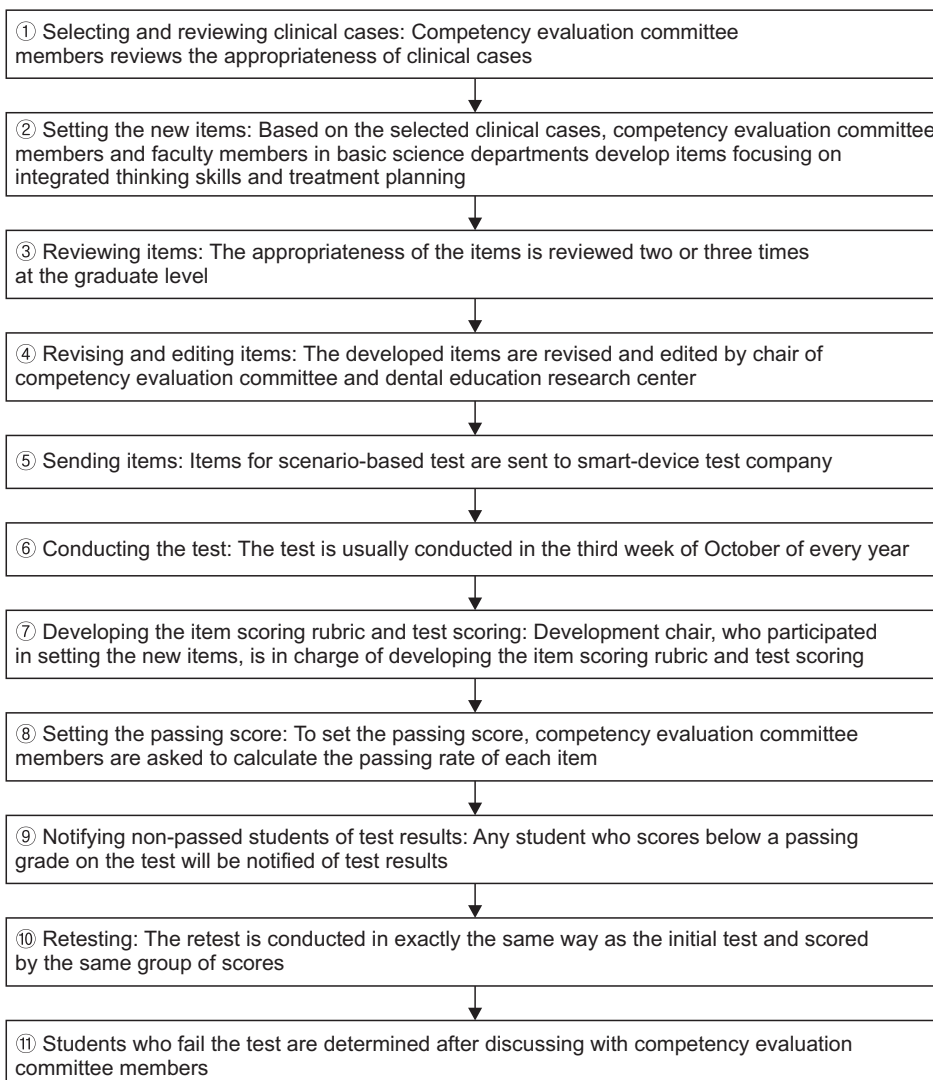 ① Selecting and reviewing clinical cases: Competency evaluation committee
members reviews the appropriateness of clinical cases
② Setting the new items: Based on the selected clinical cases, competency evaluation committee
members and faculty members in basic science departments develop items focusing on
integrated thinking skills and treatment planning
③ Reviewing items: The appropriateness of the items is reviewed two or three times
at the graduate level
④ Revising and editing items: The developed items are revised and edited by chair of
competency evaluation committee and dental education research center
⑤ Sending items: Items for scenario-based test are sent to smart-device test company
⑥ Conducting the test: The test is usually conducted in the third week of October of every year
⑦ Developing the item scoring rubric and test scoring: Development chair, who participated
in setting the new items, is in charge of developing the item scoring rubric and test scoring
⑧ Setting the passing score: To set the passing score, competency evaluation committee
members are asked to calculate the passing rate of each item
⑨ Notifying non-passed students of test results: Any student who scores below a passing
grade on the test will be notified of test results
⑩ Retesting: The retest is conducted in exactly the same way as the initial test and scored
by the same group of scores
⑪ Students who fail the test are determined after discussing with competency evaluation
committee members